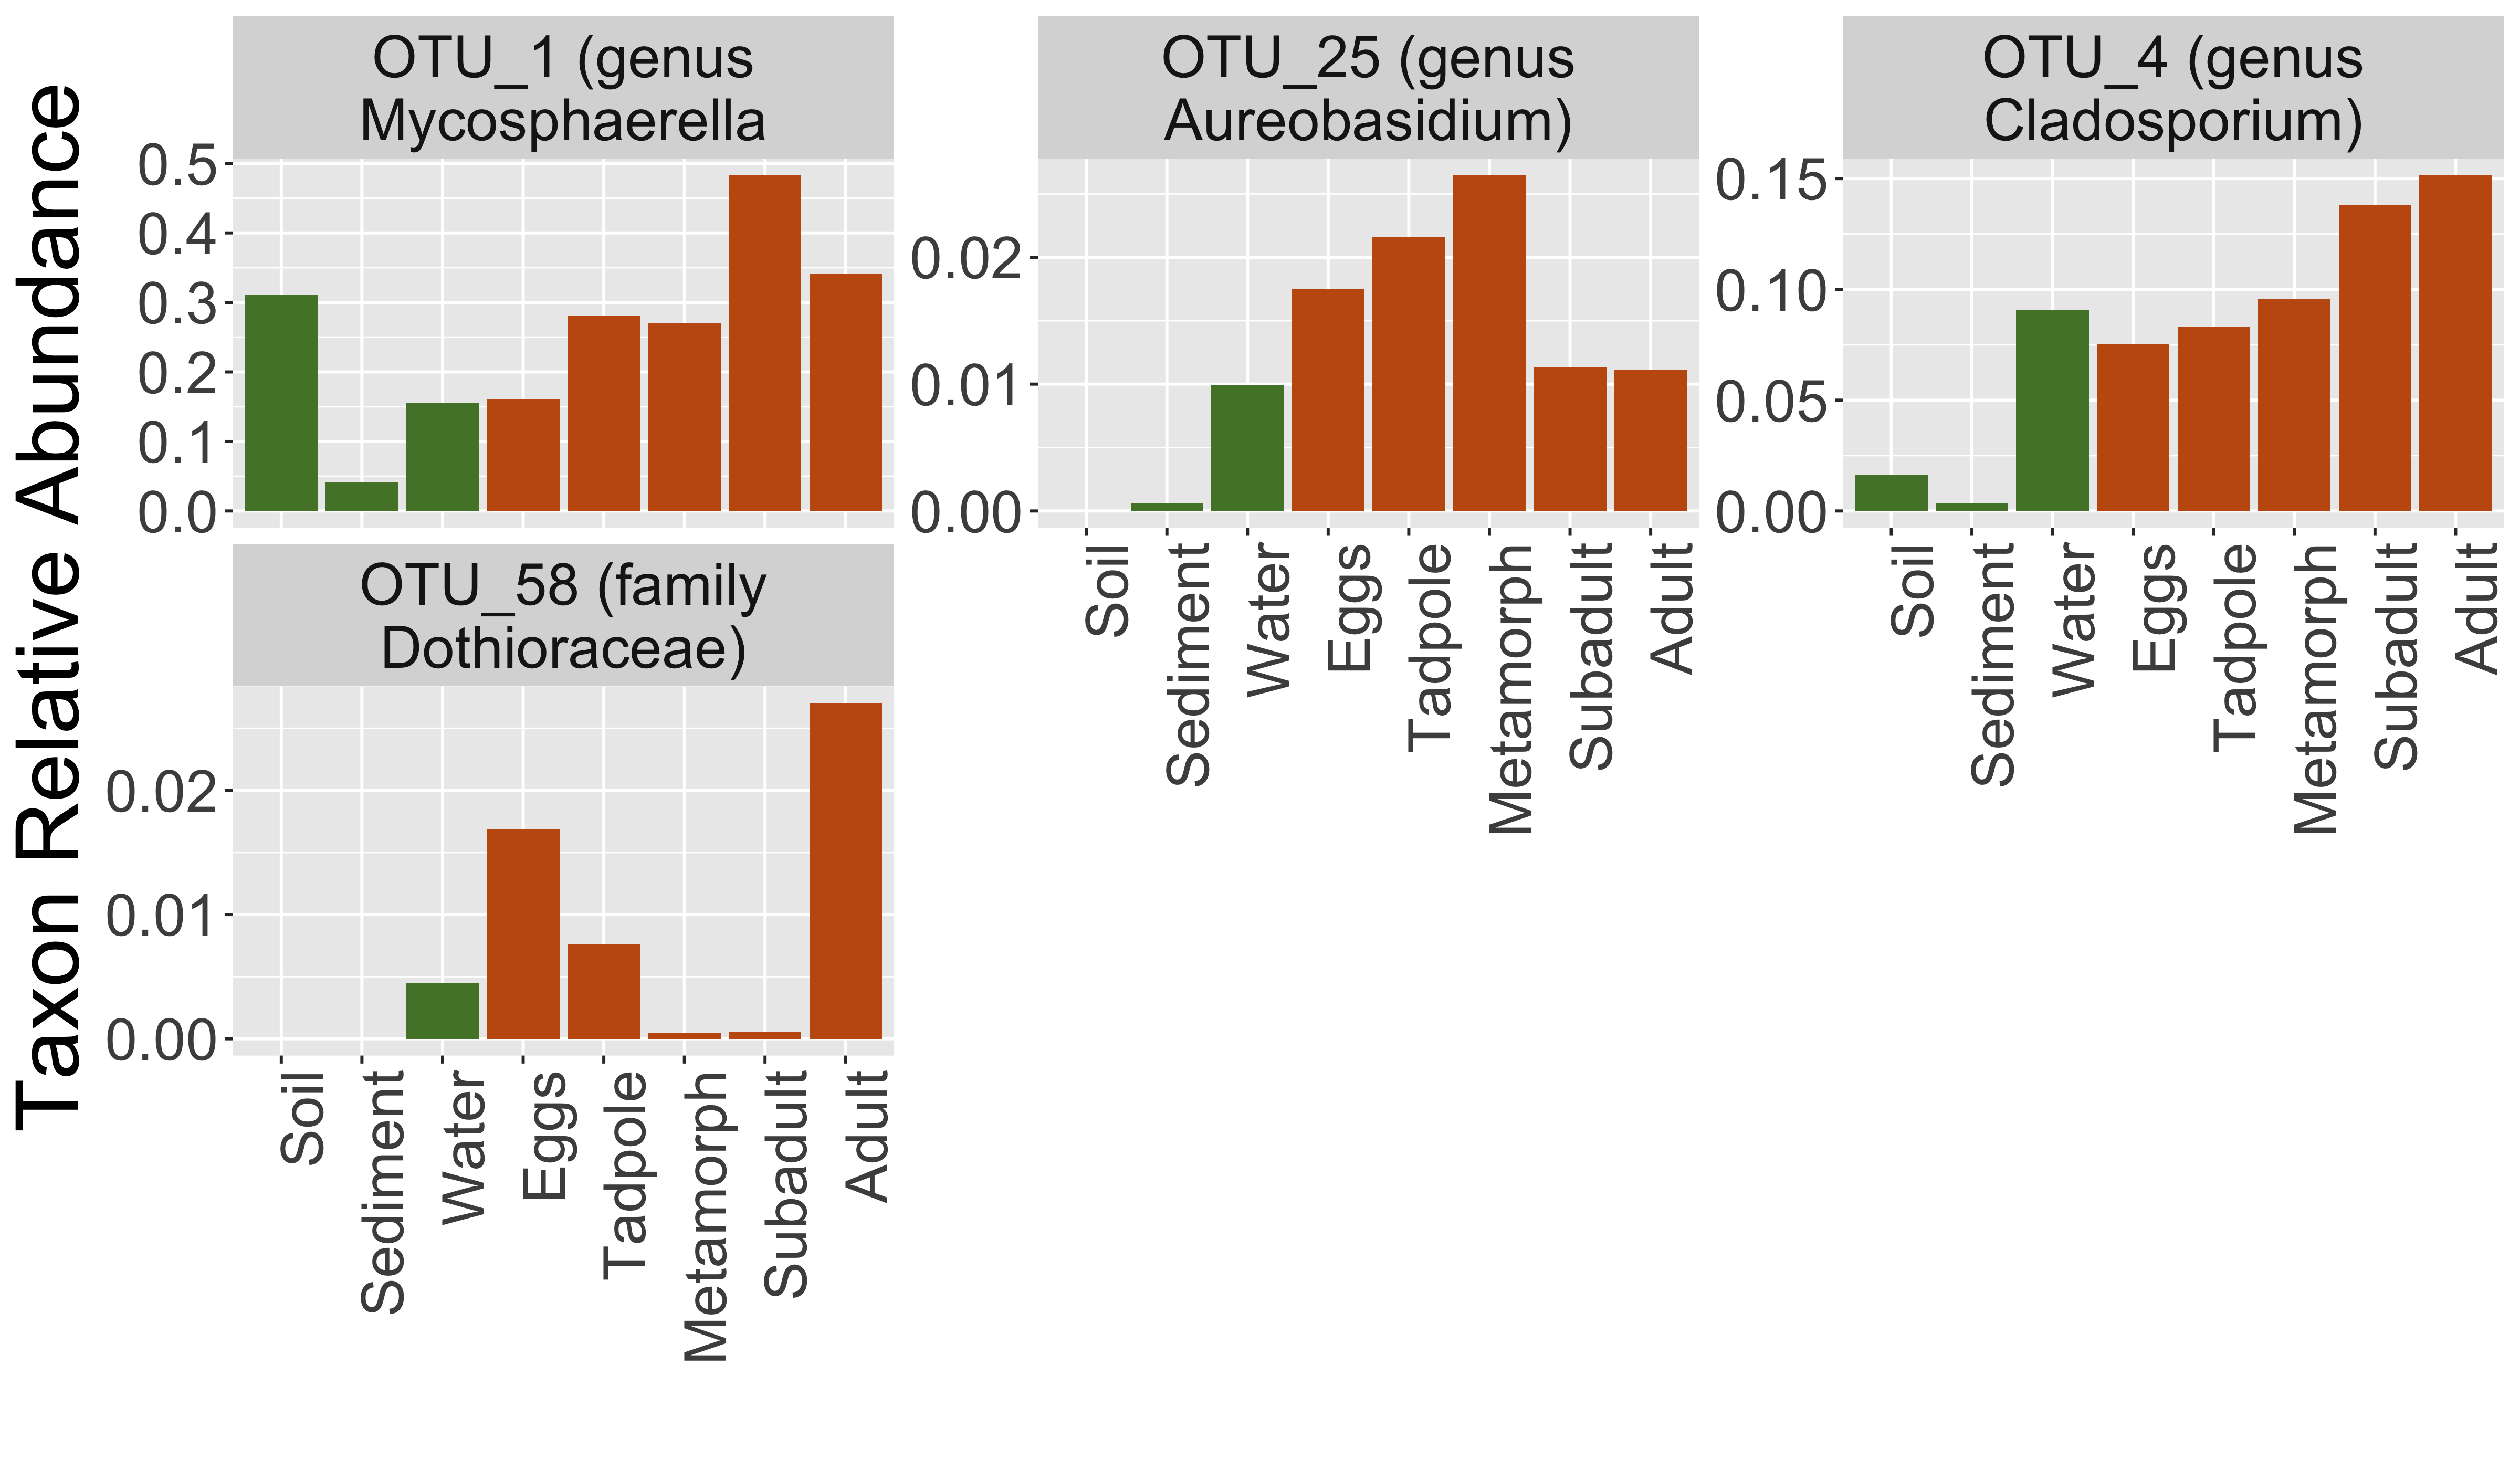 Taxon Relative Abundance
OTU_1 (genus
Mycosphaerella
0.5
0.4
0.3
0.2
0.1
0.0
OTU_25 (genus
Aureobasidium)
0.02
0.01
0.00
Soil
Sediment
Water
Eggs
Tadpole
Metamorph
Subadult
Adult
OTU_4 (genus
Cladosporium)
0.15
0.10
0.05
0.00
Soil
Sediment
Water
Eggs
Tadpole
Metamorph
Subadult
Adult
OTU_58 (family
Dothioraceae)
0.02
0.01
0.00
Soil
Sediment
Water
Eggs
Tadpole
Metamorph
Subadult
Adult